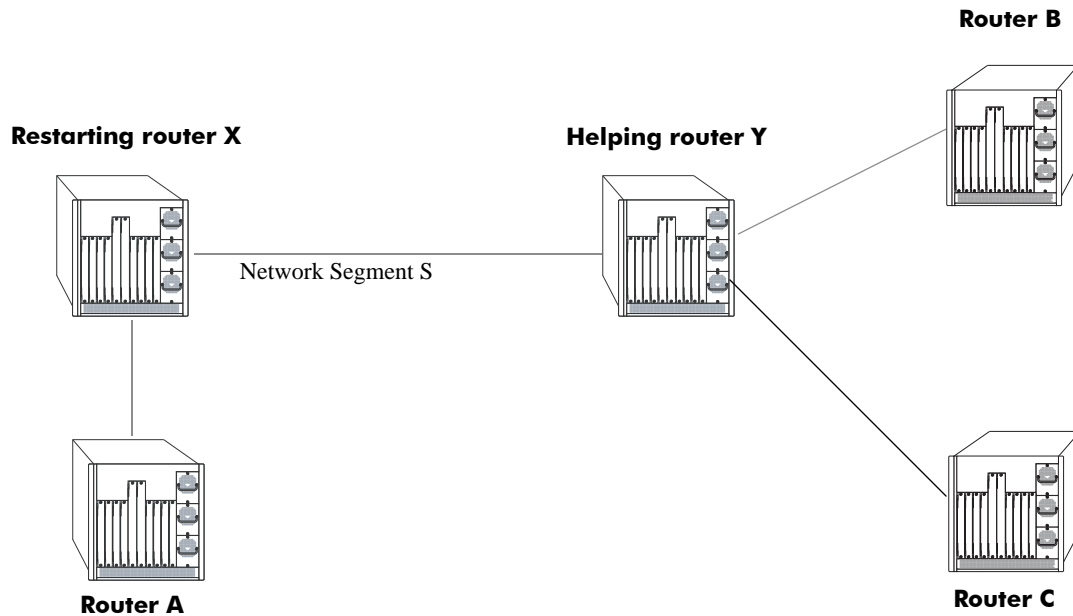 Router B
Restarting router X
Helping router Y
Network Segment S
Router A
Router C